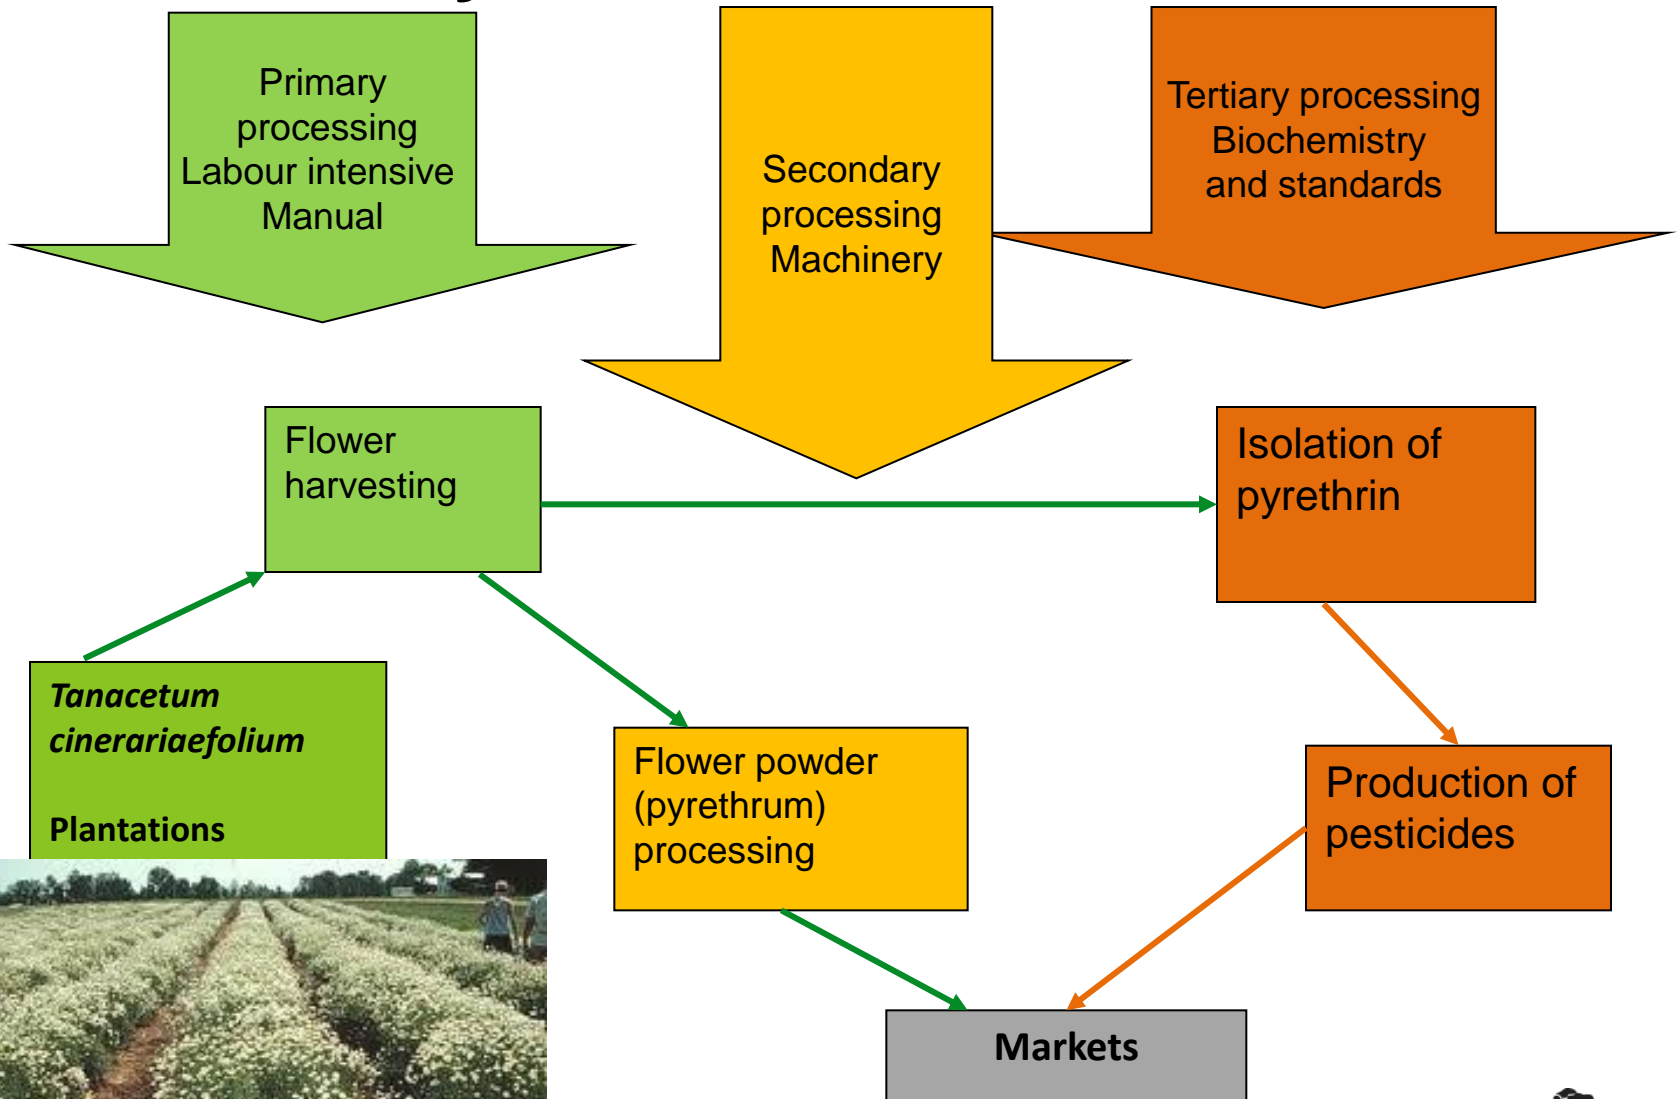 Primary
processing
Labour intensive
Manual
Secondary
processing
Machinery
Tertiary processing
Biochemistry
and standards
Flower
harvesting
Isolation of
pyrethrin
Tanacetum
cinerariaefolium
Plantations
Flower powder
(pyrethrum)
processing
Production of
pesticides
Markets